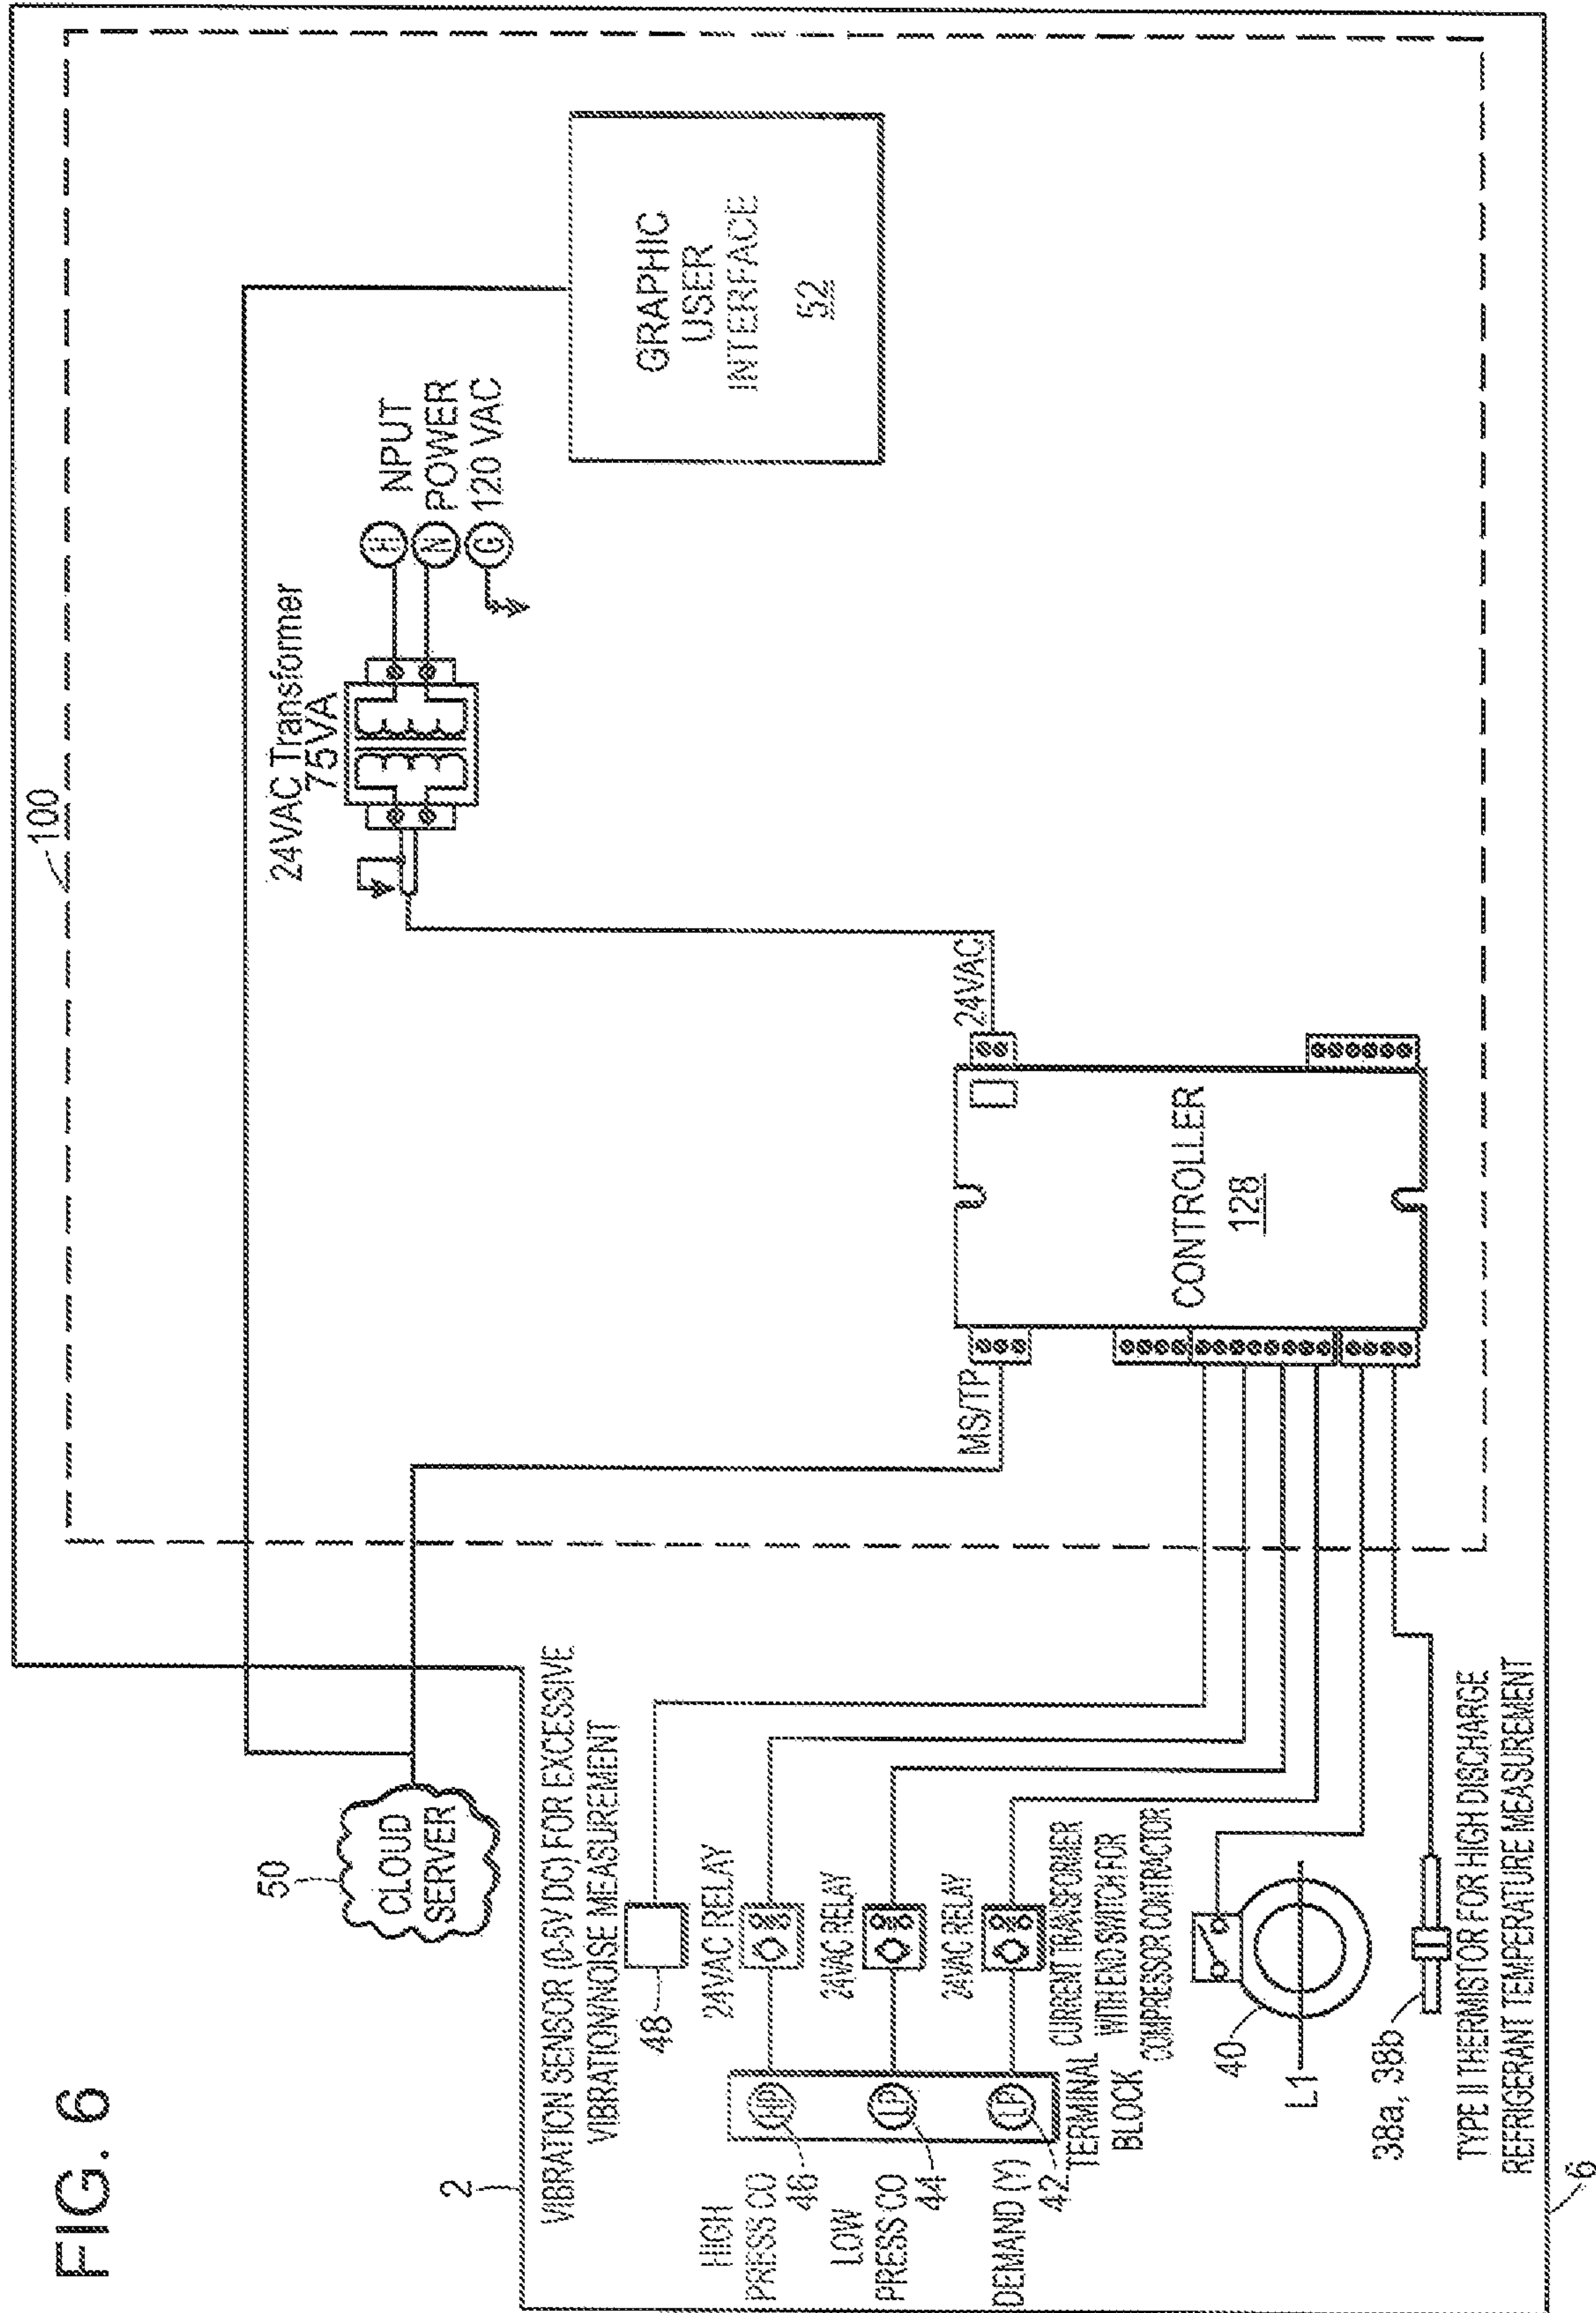 FIG. 6
100
50
CLOUD
SERVER
2
6
VIBRATION SENSOR (0-5V DC) FOR EXCESSIVE
VIBRATION/NOISE MEASUREMENT
48
24VAC RELAY
24VAC RELAY
24VAC RELAY
HIGH
PRESS CO
46
HP
LOW
PRESS CO
44
LP
DEMAND (Y)
42
LP
TERMINAL
BLOCK
CURRENT TRANSFORMER
WITH END SWITCH FOR
COMPRESSOR CONTRACTOR
40
L1
38a, 38b
TYPE II THERMISTOR FOR HIGH DISCHARGE
REFRIGERANT TEMPERATURE MEASUREMENT
MS/TP
CONTROLLER
128
24VAC
24VAC Transformer
75VA
H
N
G
NPUT
POWER
120 VAC
GRAPHIC
USER
INTERFACE
52